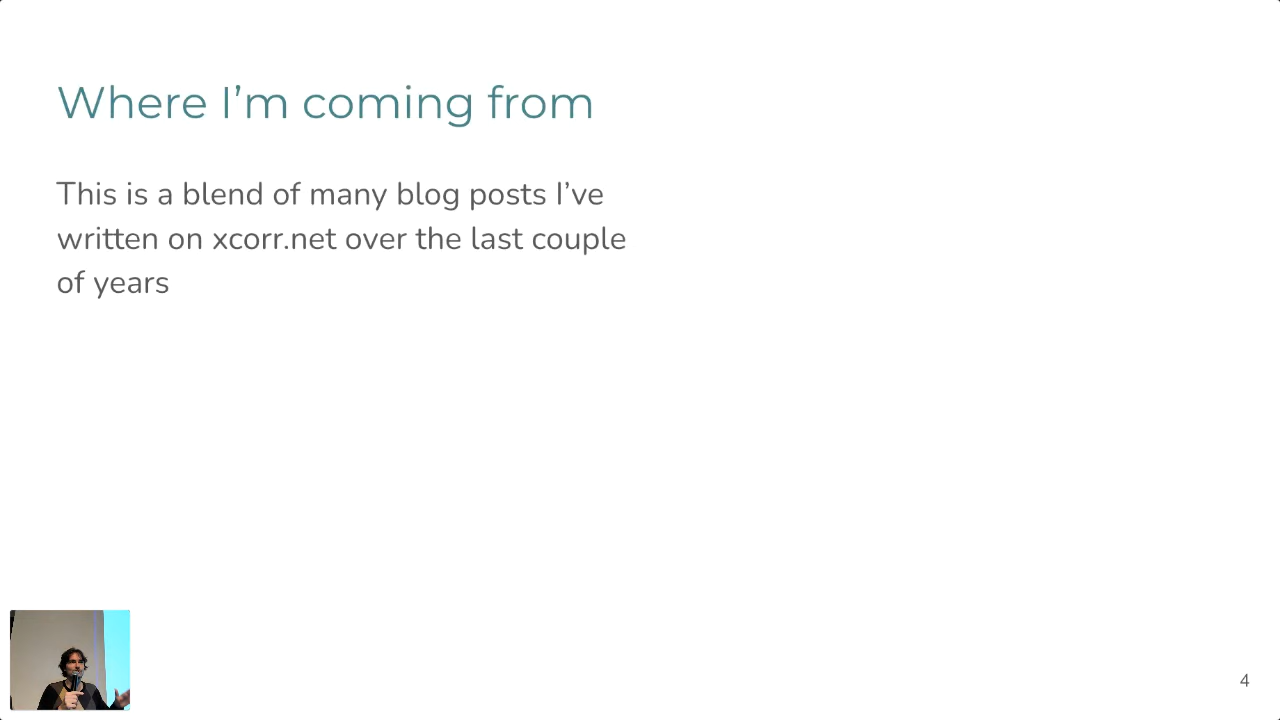 Where I’m coming from
This is a blend of many blog posts I’ve
written on xcorr.net over the last couple
of years
4